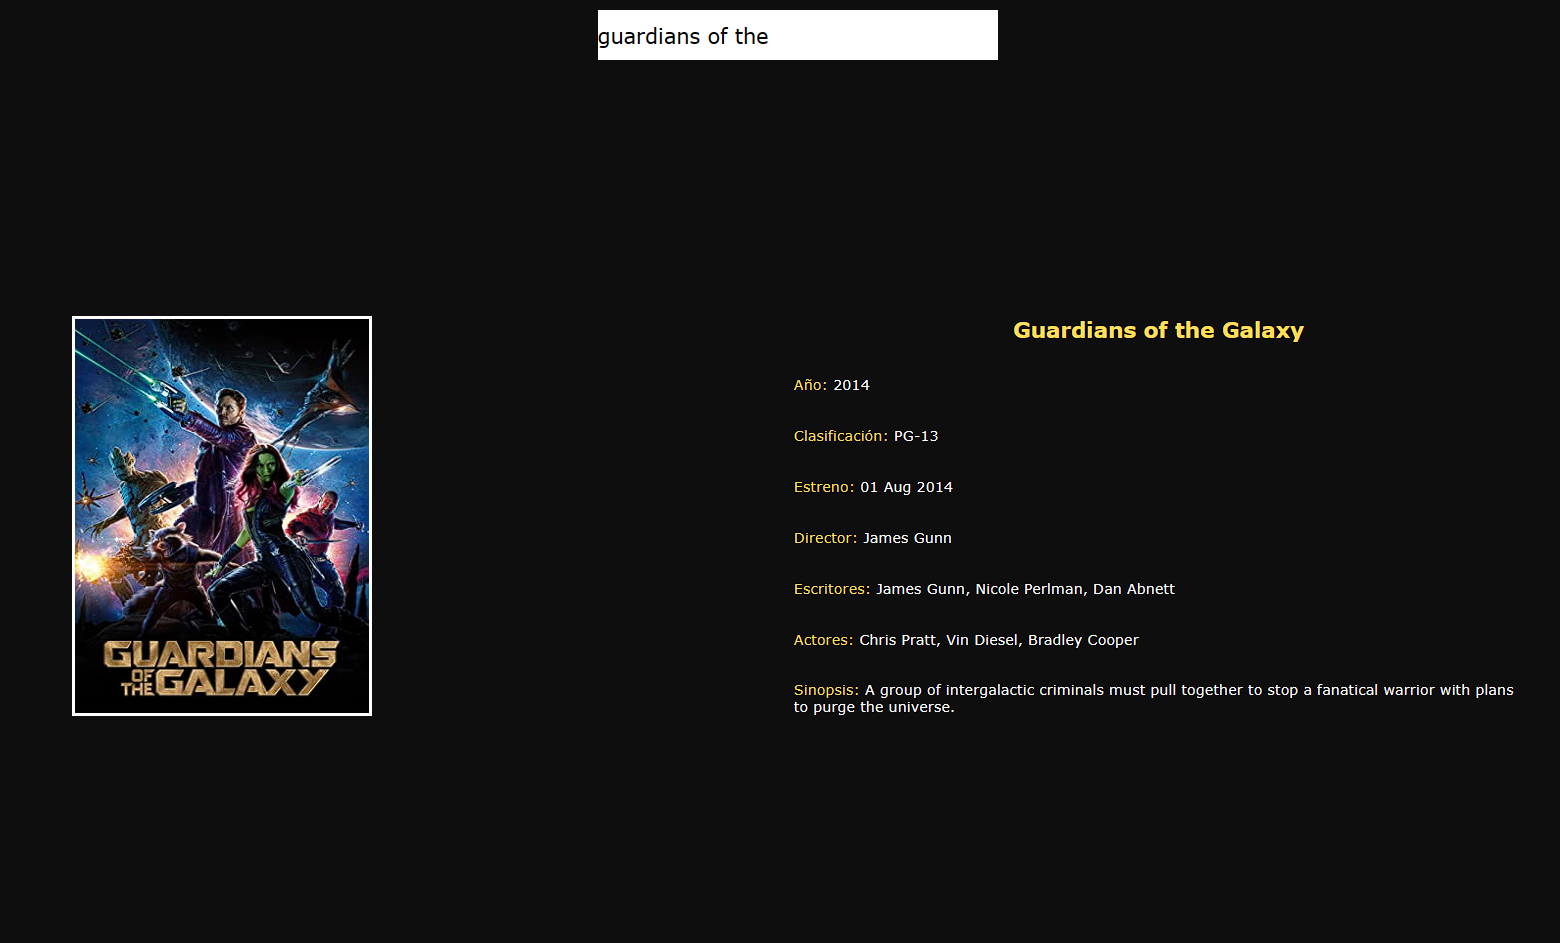 guardians of the
GUARDIANS
OF THE GALAXY
Guardians of the Galaxy
Año: 2014
Clasificación: PG-13
Estreno: 01 Aug 2014
Director: James Gunn
Escritores: James Gunn, Nicole Perlman, Dan Abnett
Actores: Chris Pratt, Vin Diesel, Bradley Cooper
Sinopsis: A group of intergalactic criminals must pull together to stop a fanatical warrior with plans
to purge the universe.